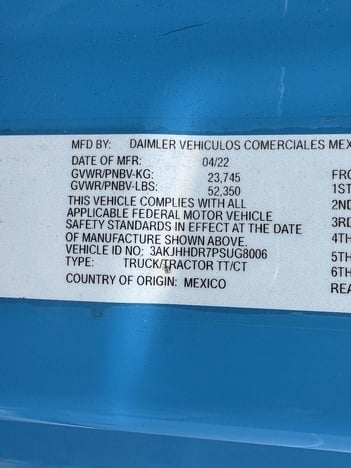 MFD BY: DAIMLER VEHICULOS COMERCIALES MEX
DATE OF MFR: 04/22
GVWR/PNBV-KG: 23,745 FRO
GVWR/PNBV-LBS: 52,350 1ST
THIS VEHICLE COMPLIES WITH ALL 2ND
APPLICABLE FEDERAL MOTOR VEHICLE 3RD
SAFETY STANDARDS IN EFFECT AT THE DATE
OF MANUFACTURE SHOWN ABOVE. 4TH
VEHICLE ID NO: 3AKJHHDR7PSUG8006 5TH
TYPE: TRUCK/TRACTOR TT/CT 6TH
COUNTRY OF ORIGIN: MEXICO REA